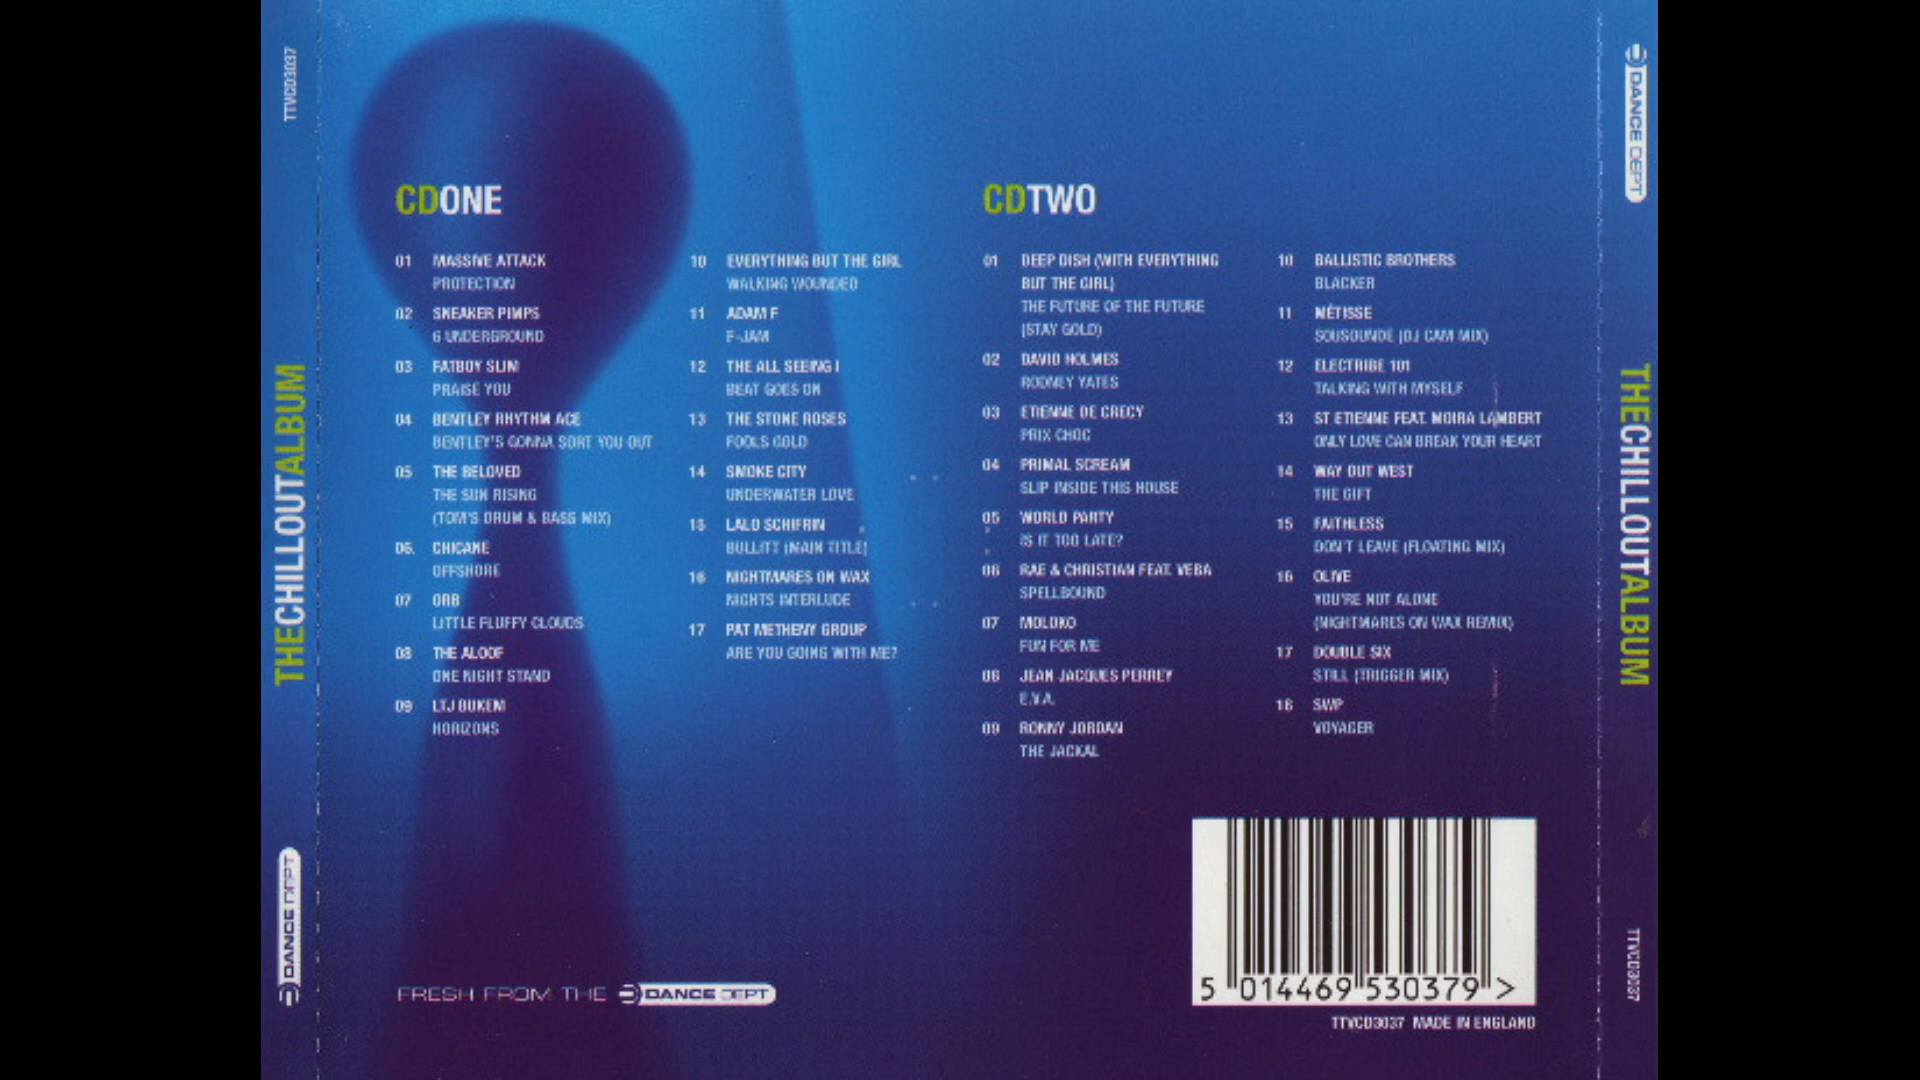 TTVCD3037
THECHILLOUTALBUM
DANCE DEPT
CDONE
01 MASSIVE ATTACK
PROTECTION
02 SNEAKER PIMPS
6 UNDERGROUND
03 FATBOY SLIM
PRAISE YOU
04 BENTLEY RHYTHM ACE
BENTLEY'S GONNA SORT YOU OUT
05 THE BELOVED
THE SUN RISING
(TOM'S DRUM & BASS MIX)
06. CHICANE
OFFSHORE
07 ORB
LITTLE FLUFFY CLOUDS
08 THE ALOOF
ONE NIGHT STAND
09 LTJ BUKEM
HORIZONS
10 EVERYTHING BUT THE GIRL
WALKING WOUNDED
11 ADAM F
F-JAM
12 THE ALL SEEING I
BEAT GOES ON
13 THE STONE ROSES
FOOLS GOLD
14 SMOKE CITY
UNDERWATER LOVE
15 LALO SCHIFRIN
BULLITT (MAIN TITLE)
16 NIGHTMARES ON WAX
NIGHTS INTERLUDE
17 PAT METHENY GROUP
ARE YOU GOING WITH ME?
CDTWO
01 DEEP DISH (WITH EVERYTHING
BUT THE GIRL)
THE FUTURE OF THE FUTURE
(STAY GOLD)
02 DAVID HOLMES
RODNEY YATES
03 ETIENNE DE CRECY
PRIX CHOC
04 PRIMAL SCREAM
SLIP INSIDE THIS HOUSE
05 WORLD PARTY
IS IT TOO LATE?
06 RAE & CHRISTIAN FEAT. VEBA
SPELLBOUND
07 MOLOKO
FUN FOR ME
08 JEAN JACQUES PERREY
E.V.A.
09 RONNY JORDAN
THE JACKAL
10 BALLISTIC BROTHERS
BLACKER
11 MÉTISSE
SOUSOUNDÉ (DJ CAM MIX)
12 ELECTRIBE 101
TALKING WITH MYSELF
13 ST ETIENNE FEAT. MOIRA LAMBERT
ONLY LOVE CAN BREAK YOUR HEART
14 WAY OUT WEST
THE GIFT
15 FAITHLESS
DON'T LEAVE (FLOATING MIX)
16 OLIVE
YOU'RE NOT ALONE
(NIGHTMARES ON WAX REMIX)
17 DOUBLE SIX
STILL (TRIGGER MIX)
18 SWP
VOYAGER
FRESH FROM THE DANCE DEPT
5 014469 530379 >
TTVCD3037 MADE IN ENGLAND
DANCE DEPT
THECHILLOUTALBUM
TTVCD3037